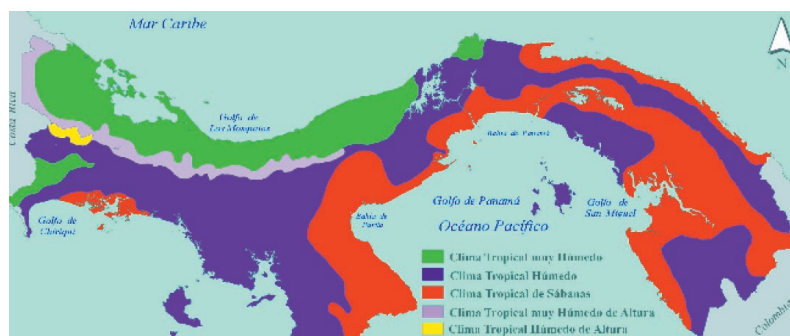 Mar Caribe
N
Costa Rica
Golfo de
Los Mosquitos
Bahía de Panamá
Golfo de
Chiriquí
Bahía de
Parita
Golfo de Panamá
Golfo de
San Miguel
Océano Pacífico
Colombia
Clima Tropical muy Húmedo
Clima Tropical Húmedo
Clima Tropical de Sábanas
Clima Tropical muy Húmedo de Altura
Clima Tropical Húmedo de Altura